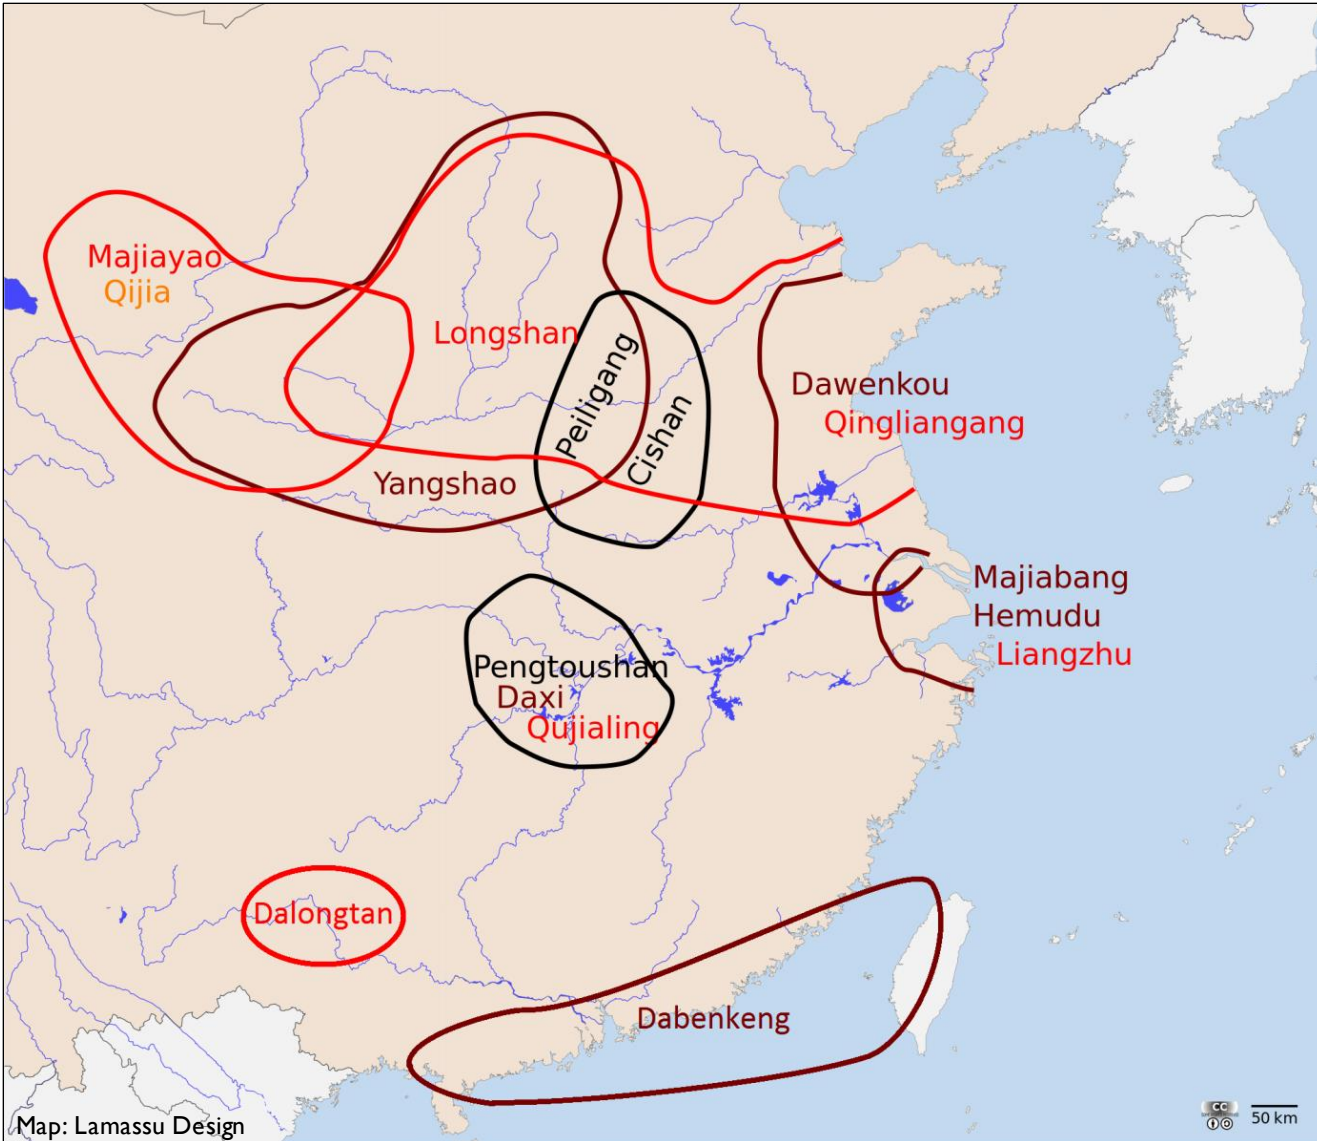 Majiayao
Qijia
Longshan
Peiligang
Cishan
Yangshao
Dawenkou
Qingliangang
Majiabang
Hemudu
Liangzhu
Pengtoushan
Daxi
Qujialing
Dalongtan
Dabenkeng
Map: Lamassu Design
CC
50 km